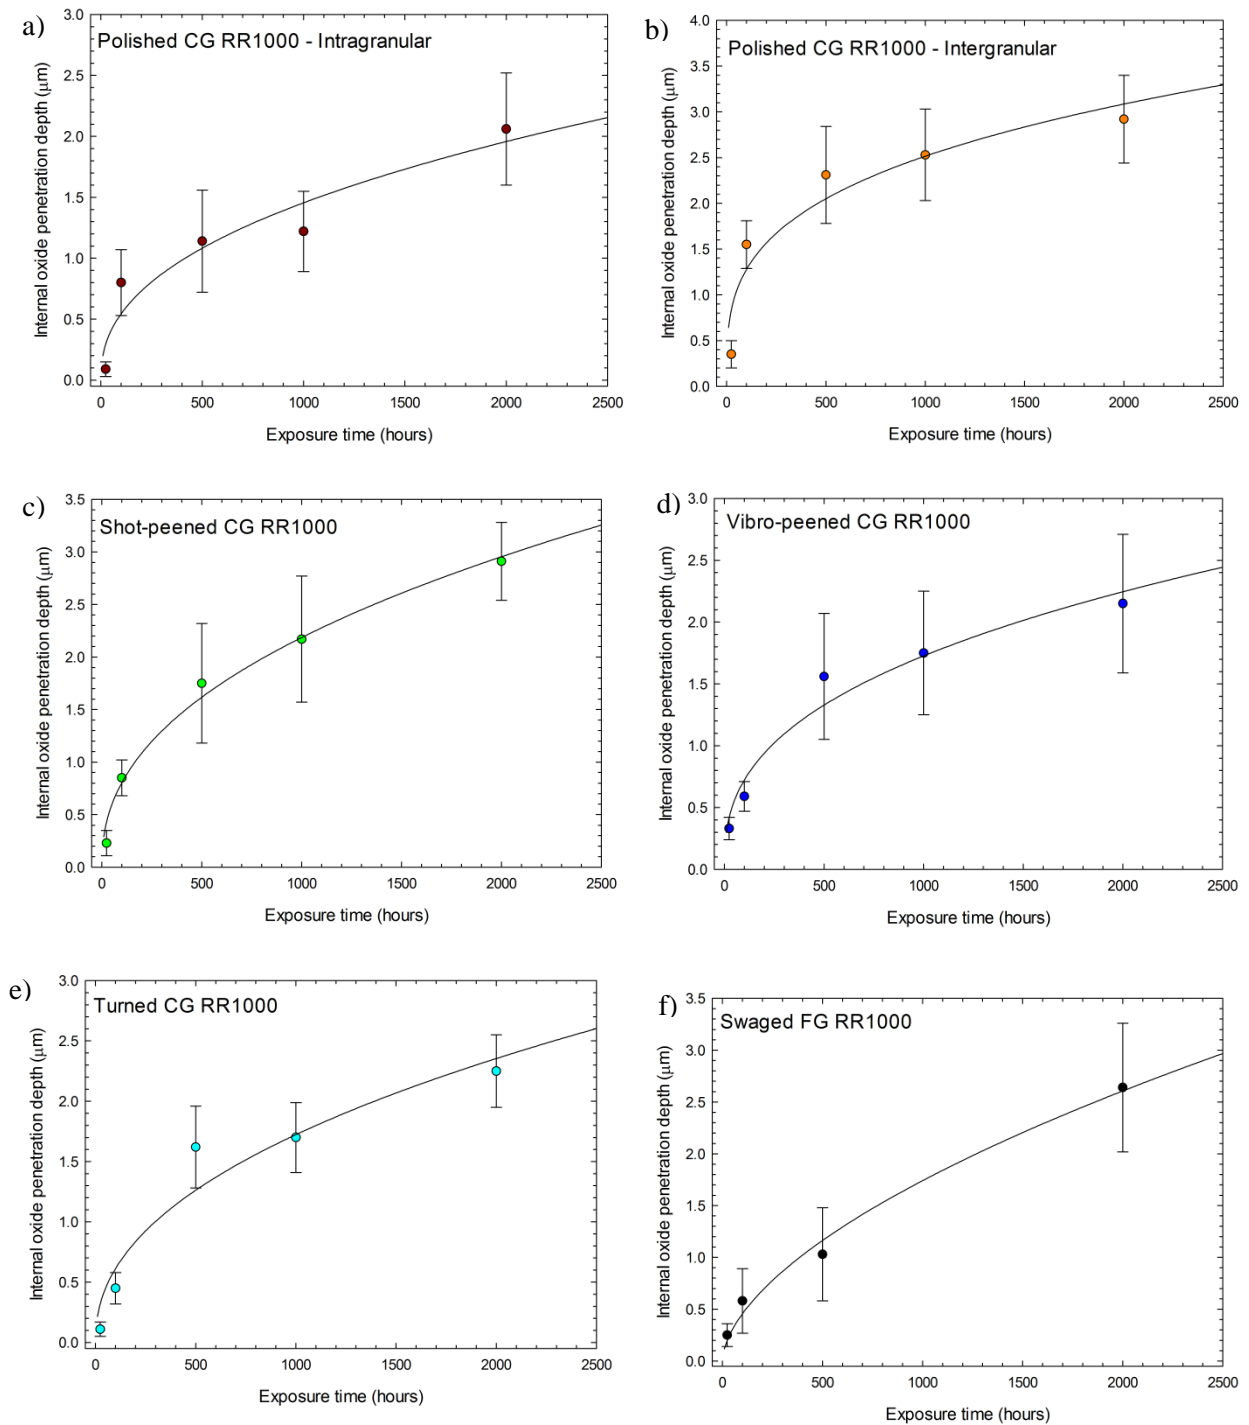 a)
Polished CG RR1000 - Intragranular
Internal oxide penetration depth (μm)
3.0
2.5
2.0
1.5
1.0
0.5
0.0
0 500 1000 1500 2000 2500
Exposure time (hours)
b)
Polished CG RR1000 - Intergranular
Internal oxide penetration depth (μm)
4.0
3.5
3.0
2.5
2.0
1.5
1.0
0.5
0.0
0 500 1000 1500 2000 2500
Exposure time (hours)
c)
Shot-peened CG RR1000
Internal oxide penetration depth (μm)
3.5
3.0
2.5
2.0
1.5
1.0
0.5
0.0
0 500 1000 1500 2000 2500
Exposure time (hours)
d)
Vibro-peened CG RR1000
Internal oxide penetration depth (μm)
3.0
2.5
2.0
1.5
1.0
0.5
0.0
0 500 1000 1500 2000 2500
Exposure time (hours)
e)
Turned CG RR1000
Internal oxide penetration depth (μm)
3.0
2.5
2.0
1.5
1.0
0.5
0.0
0 500 1000 1500 2000 2500
Exposure time (hours)
f)
Swaged FG RR1000
Internal oxide penetration depth (μm)
3.5
3.0
2.5
2.0
1.5
1.0
0.5
0.0
0 500 1000 1500 2000 2500
Exposure time (hours)